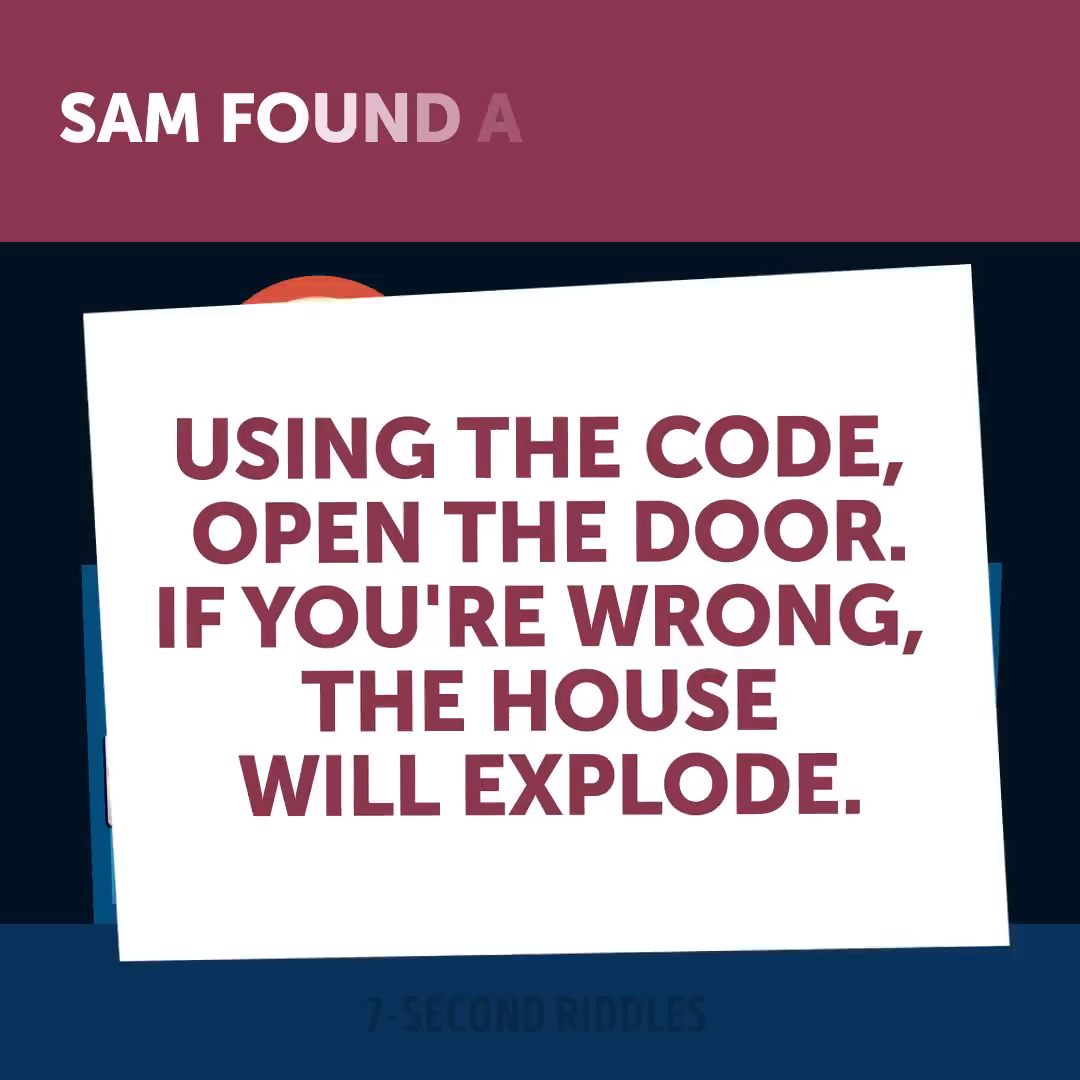 SAM FOUND AN
USING THE CODE,
OPEN THE DOOR.
IF YOU'RE WRONG,
THE HOUSE
WILL EXPLODE.
7-SECOND RIDDLES